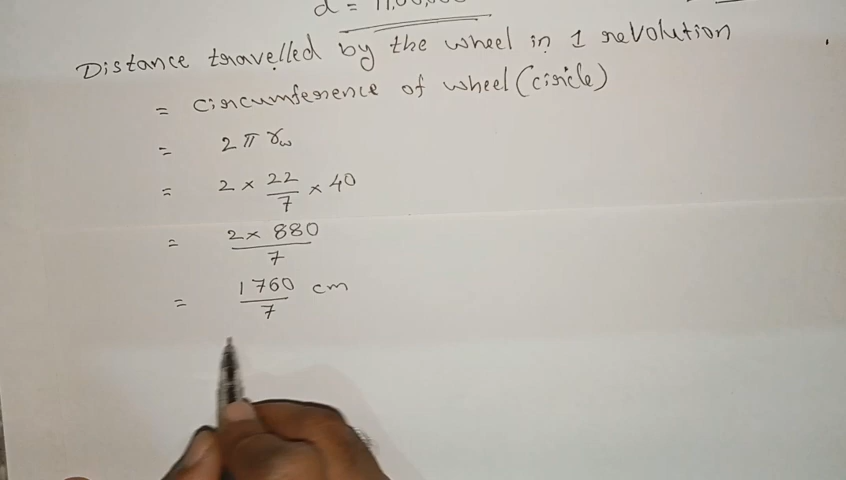 d =
Distance travelled by the wheel in 1 revolution
= circumference of wheel (circle)
= 2 π r_w
= 2 × 22/7 × 40
= 2 × 880/7
= 1760/7 cm